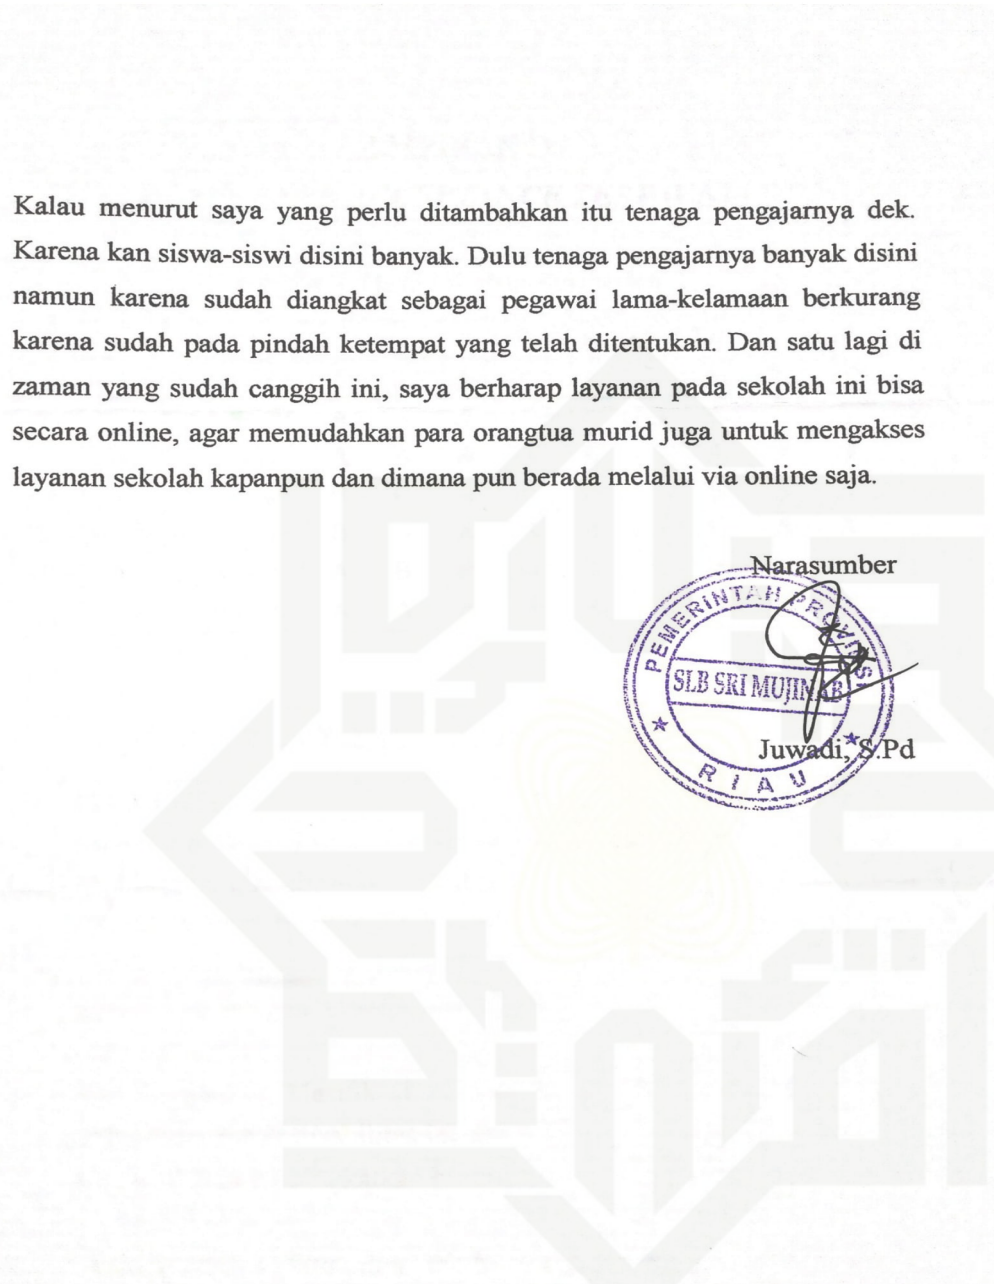 Kalau menurut saya yang perlu ditambahkan itu tenaga pengajarnya dek.
Karena kan siswa-siswi disini banyak. Dulu tenaga pengajarnya banyak disini
namun karena sudah diangkat sebagai pegawai lama-kelamaan berkurang
karena sudah pada pindah ketempat yang telah ditentukan. Dan satu lagi di
zaman yang sudah canggih ini, saya berharap layanan pada sekolah ini bisa
secara online, agar memudahkan para orangtua murid juga untuk mengakses
layanan sekolah kapanpun dan dimana pun berada melalui via online saja.
Narasumber
PEMERINTAH PROVINSI
SLB SRI MUJINAB
RIAU
Juwadi, S.Pd